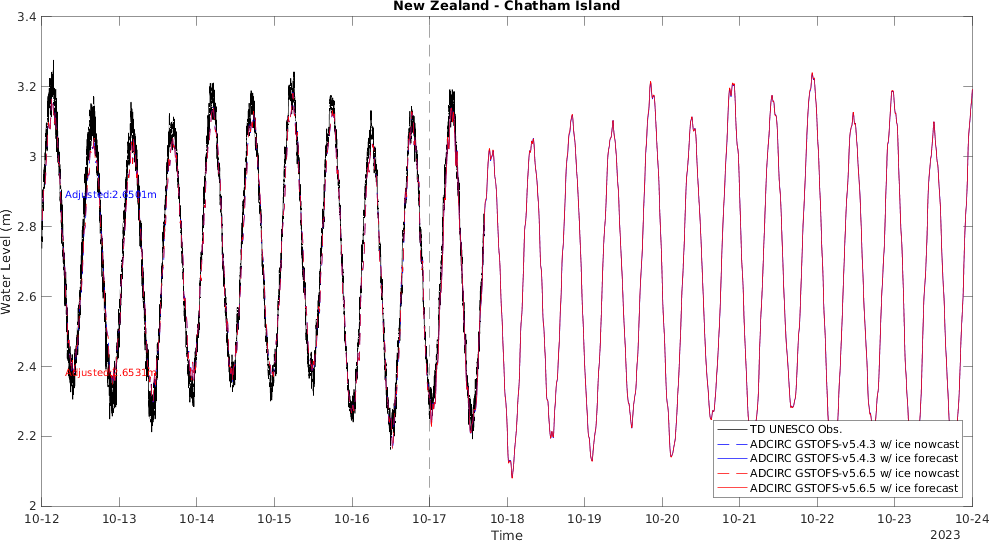 New Zealand - Chatham Island
3.4
3.2
3
2.8
2.6
2.4
2.2
2
Water Level (m)
Adjusted:2.6501m
Adjusted:2.6531m
TD UNESCO Obs.
ADCIRC GSTOFS-v5.4.3 w/ ice nowcast
ADCIRC GSTOFS-v5.4.3 w/ ice forecast
ADCIRC GSTOFS-v5.6.5 w/ ice nowcast
ADCIRC GSTOFS-v5.6.5 w/ ice forecast
10-12 10-13 10-14 10-15 10-16 10-17 10-18 10-19 10-20 10-21 10-22 10-23 10-24
Time
2023